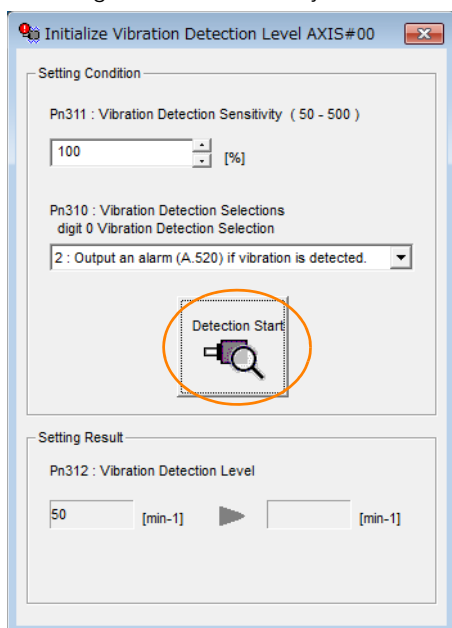 Initialize Vibration Detection Level AXIS#00
Setting Condition
Pn311 : Vibration Detection Sensitivity ( 50 - 500 )
100
[%]
Pn310 : Vibration Detection Selections
digit 0 Vibration Detection Selection
2 : Output an alarm (A.520) if vibration is detected.
Detection Start
Setting Result
Pn312 : Vibration Detection Level
50 [min-1] [min-1]